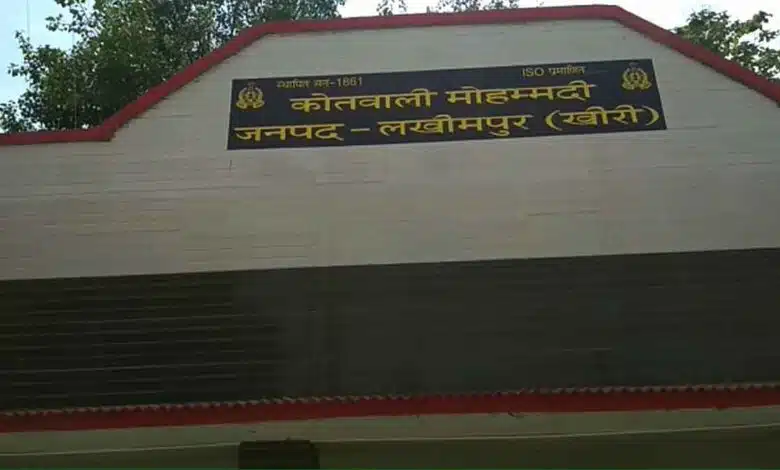 स्थापित सन-1861 ISO प्रमाणित
कोतवाली मोहम्मदी
जनपद – लखीमपुर (खीरी)